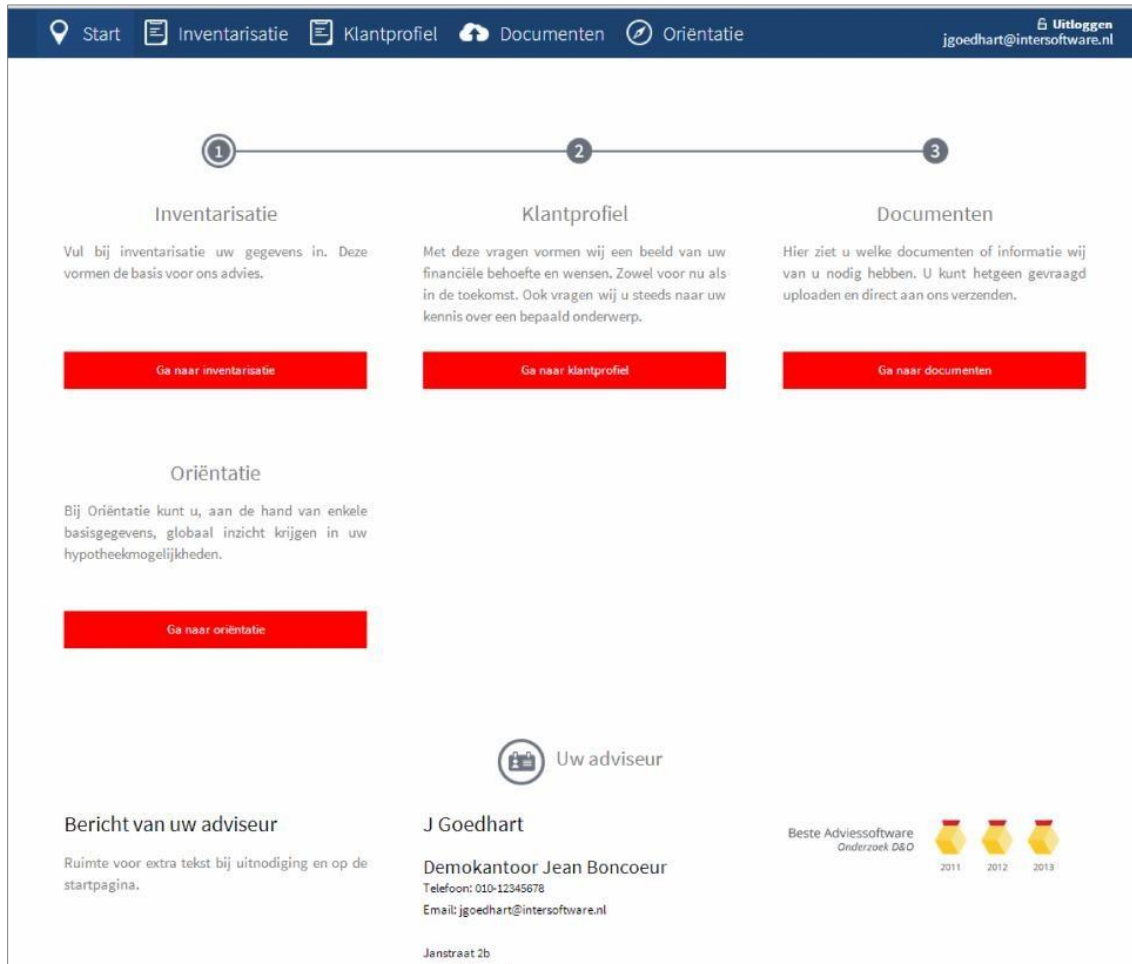 Start Inventarisatie Klantprofiel Documenten Oriëntatie
Uitloggen
jgoedhart@intersoftware.nl
1 2 3
Inventarisatie
Vul bij inventarisatie uw gegevens in. Deze
vormen de basis voor ons advies.
Ga naar inventarisatie
Klantprofiel
Met deze vragen vormen wij een beeld van uw
financiële behoefte en wensen. Zowel voor nu als
in de toekomst. Ook vragen wij u steeds naar uw
kennis over een bepaald onderwerp.
Ga naar klantprofiel
Documenten
Hier ziet u welke documenten of informatie wij
van u nodig hebben. U kunt hetgeen gevraagd
uploaden en direct aan ons verzenden.
Ga naar documenten
Oriëntatie
Bij Oriëntatie kunt u, aan de hand van enkele
basisgegevens, globaal inzicht krijgen in uw
hypotheekmogelijkheden.
Ga naar oriëntatie
Uw adviseur
Bericht van uw adviseur
Ruimte voor extra tekst bij uitnodiging en op de
startpagina.
J Goedhart
Demokantoor Jean Boncoeur
Telefoon: 010-12345678
Email: jgoedhart@intersoftware.nl
Janstraat 2b
Beste Adviessoftware
Onderzoek D&O
2011 2012 2013